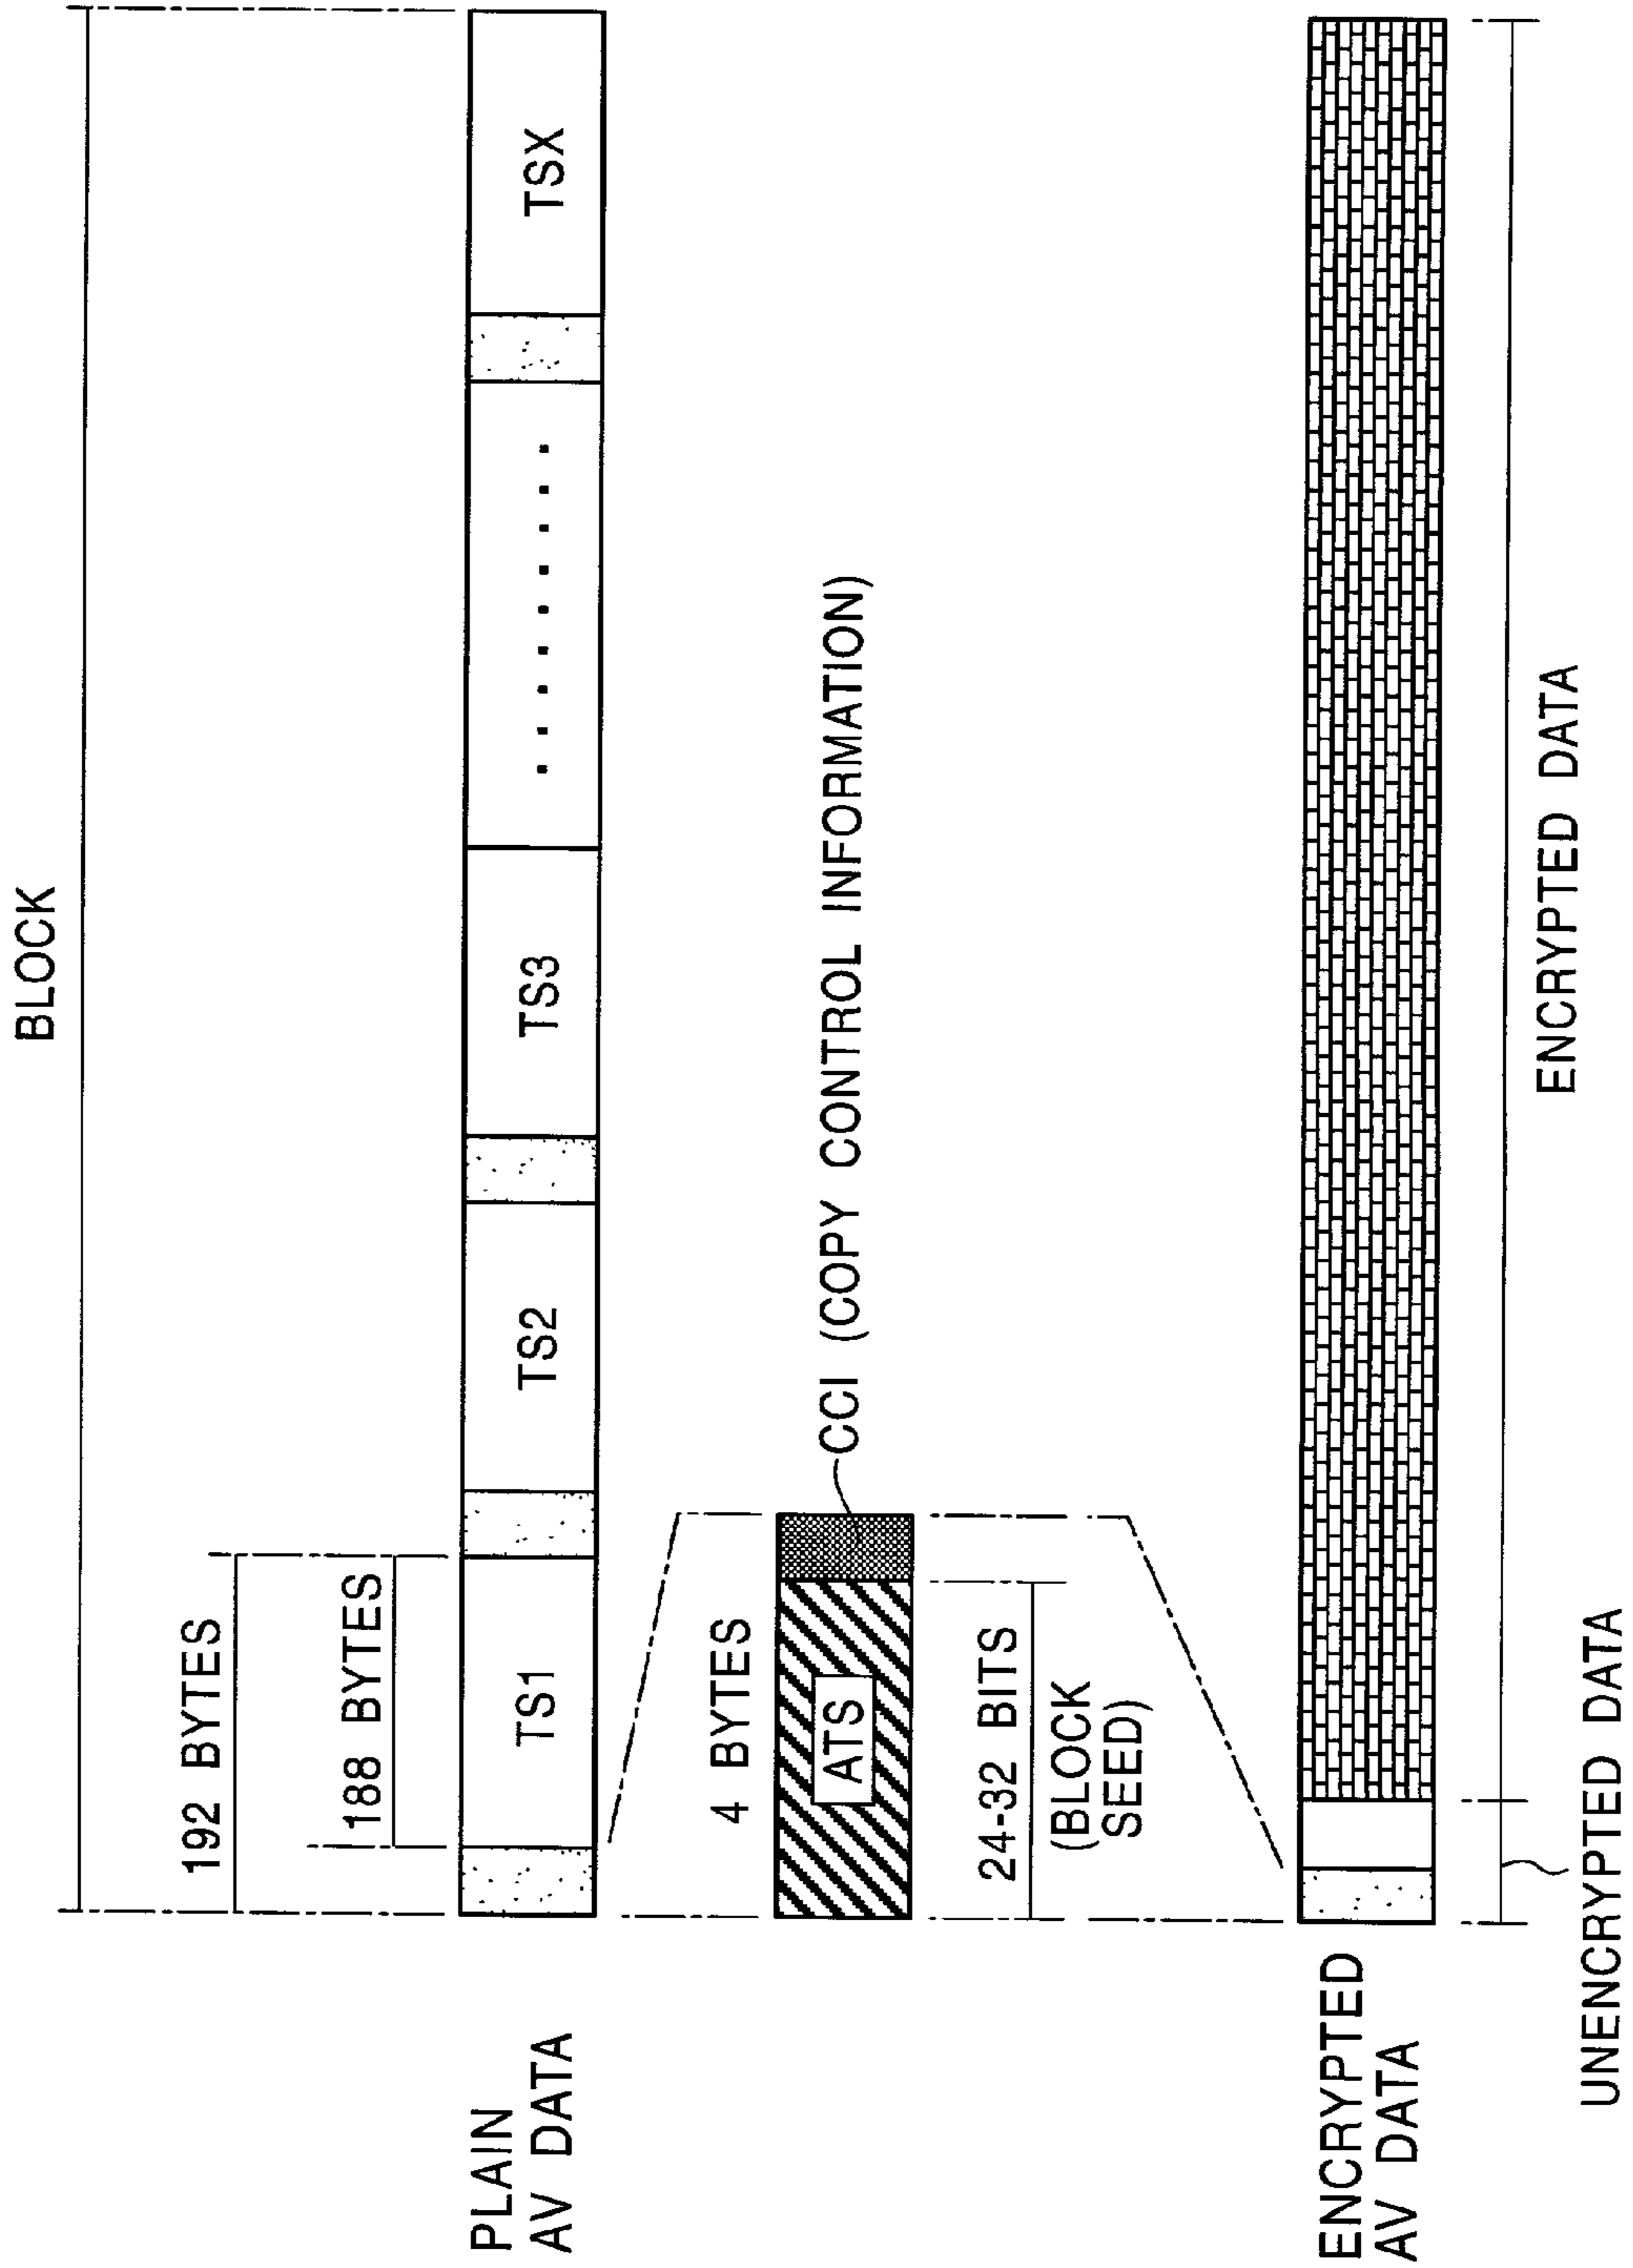 BLOCK
192 BYTES
188 BYTES
PLAIN
AV DATA
TS1
TS2
TS3
.........
TSX
4 BYTES
CCI (COPY CONTROL INFORMATION)
ATS
24-32 BITS
(BLOCK
SEED)
ENCRYPTED
AV DATA
ENCRYPTED DATA
UNENCRYPTED DATA